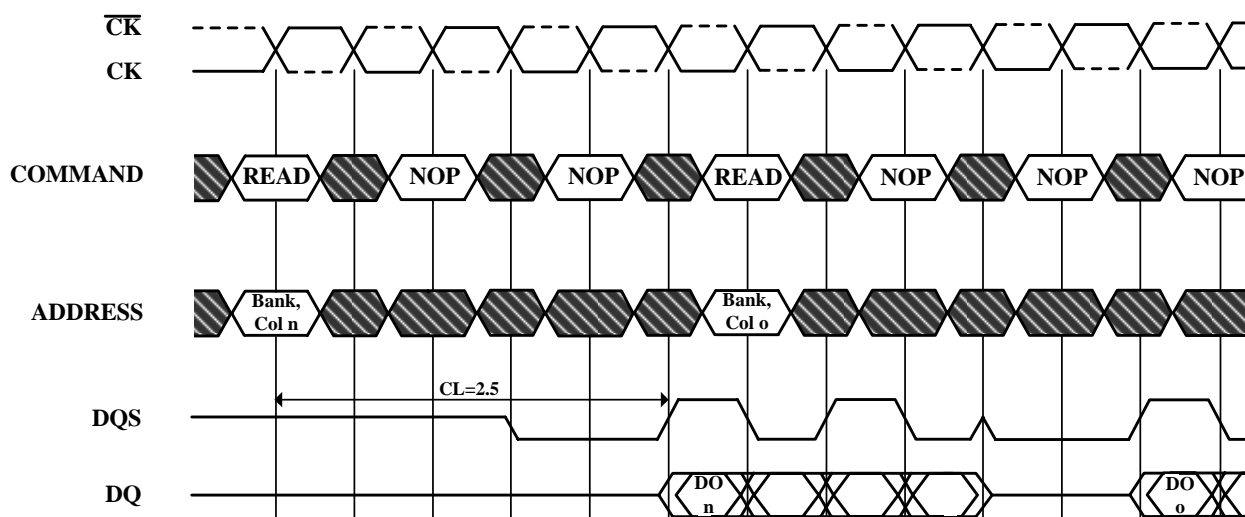 CK
CK
COMMAND READ NOP NOP READ NOP NOP NOP
ADDRESS Bank, Col n Bank, Col o
CL=2.5
DQS
DQ DO n DO o